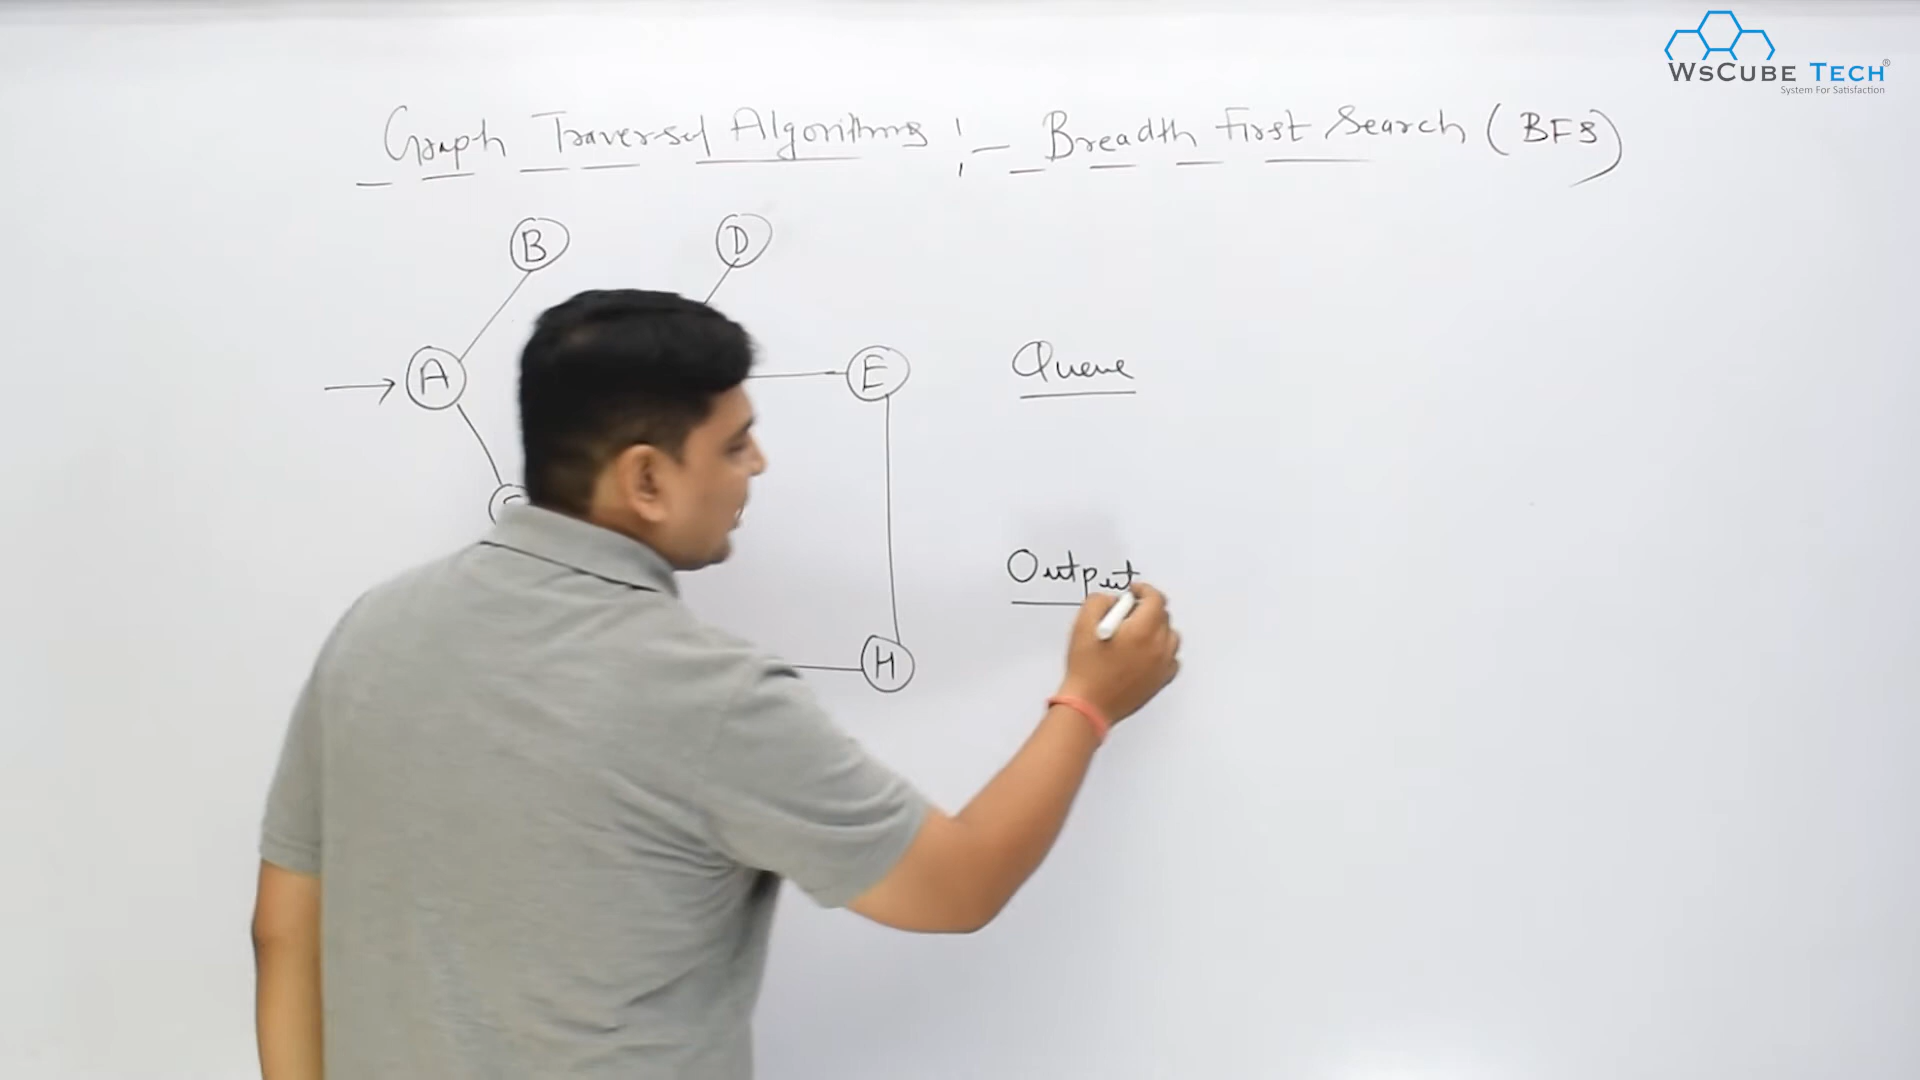 WSCUBE TECH®
System For Satisfaction
Graph Traversal Algorithms :- Breadth First Search (BFS)
B
D
A
E
Queue
Output
H